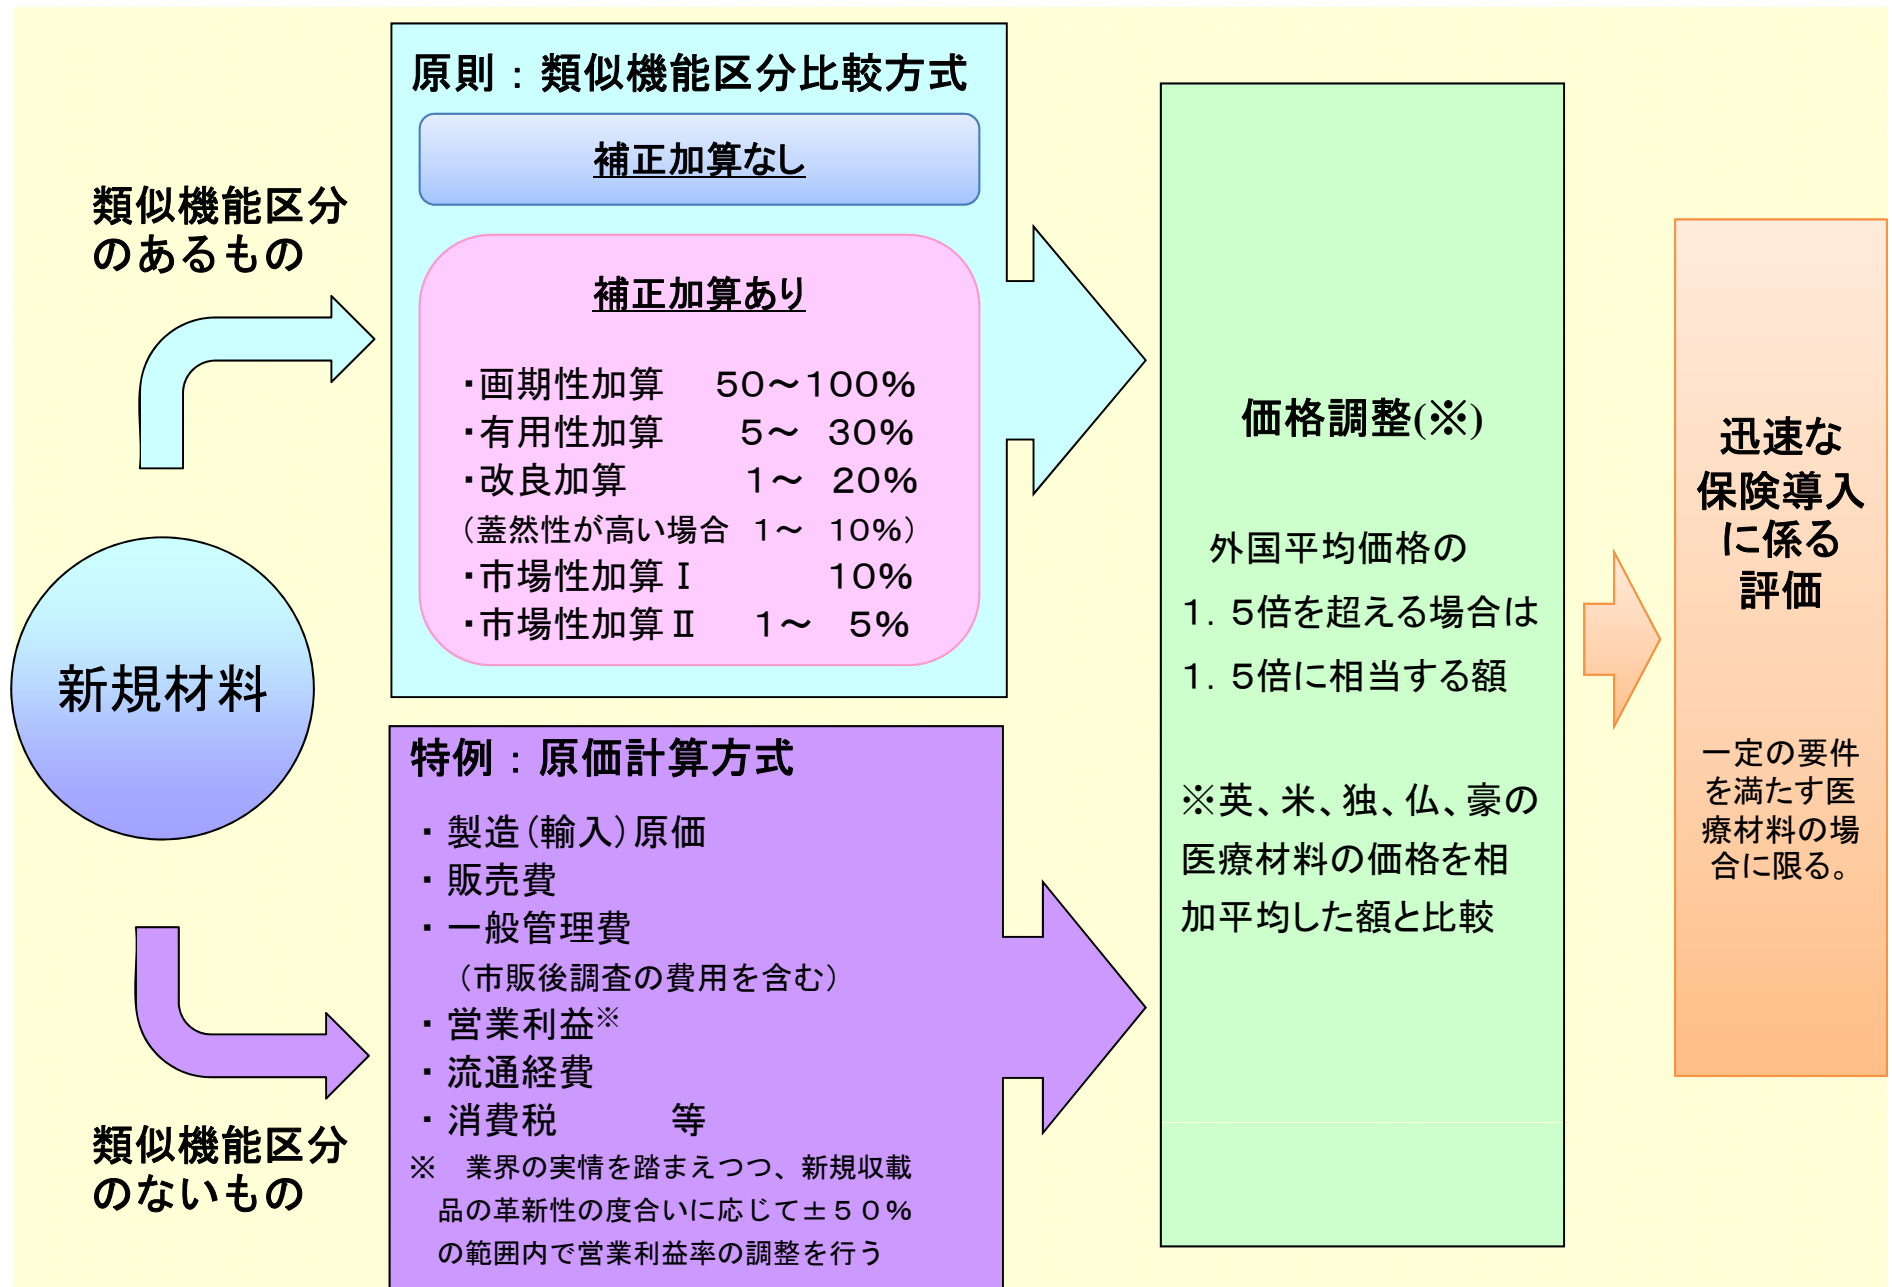 新規材料
類似機能区分
のあるもの
原則：類似機能区分比較方式
補正加算なし
補正加算あり
・画期性加算　５０～１００％
・有用性加算　５～　３０％
・改良加算　１～　２０％
（蓋然性が高い場合　１～　１０％）
・市場性加算Ⅰ　１０％
・市場性加算Ⅱ　１～　５％
類似機能区分
のないもの
特例：原価計算方式
・製造（輸入）原価
・販売費
・一般管理費
（市販後調査の費用を含む）
・営業利益※
・流通経費
・消費税　　　等
※　業界の実情を踏まえつつ、新規収載
品の革新性の度合いに応じて±５０％
の範囲内で営業利益率の調整を行う
価格調整(※)
外国平均価格の
１．５倍を超える場合は
１．５倍に相当する額
※英、米、独、仏、豪の
医療材料の価格を相
加平均した額と比較
迅速な
保険導入
に係る
評価
一定の要件
を満たす医
療材料の場
合に限る。